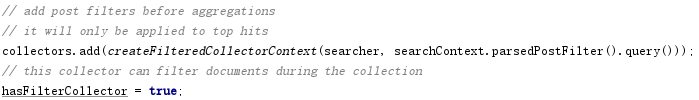 // add post filters before aggregations
// it will only be applied to top hits
collectors.add(createFilteredCollectorContext(searcher, searchContext.parsedPostFilter().query()));
// this collector can filter documents during the collection
hasFilterCollector = true;